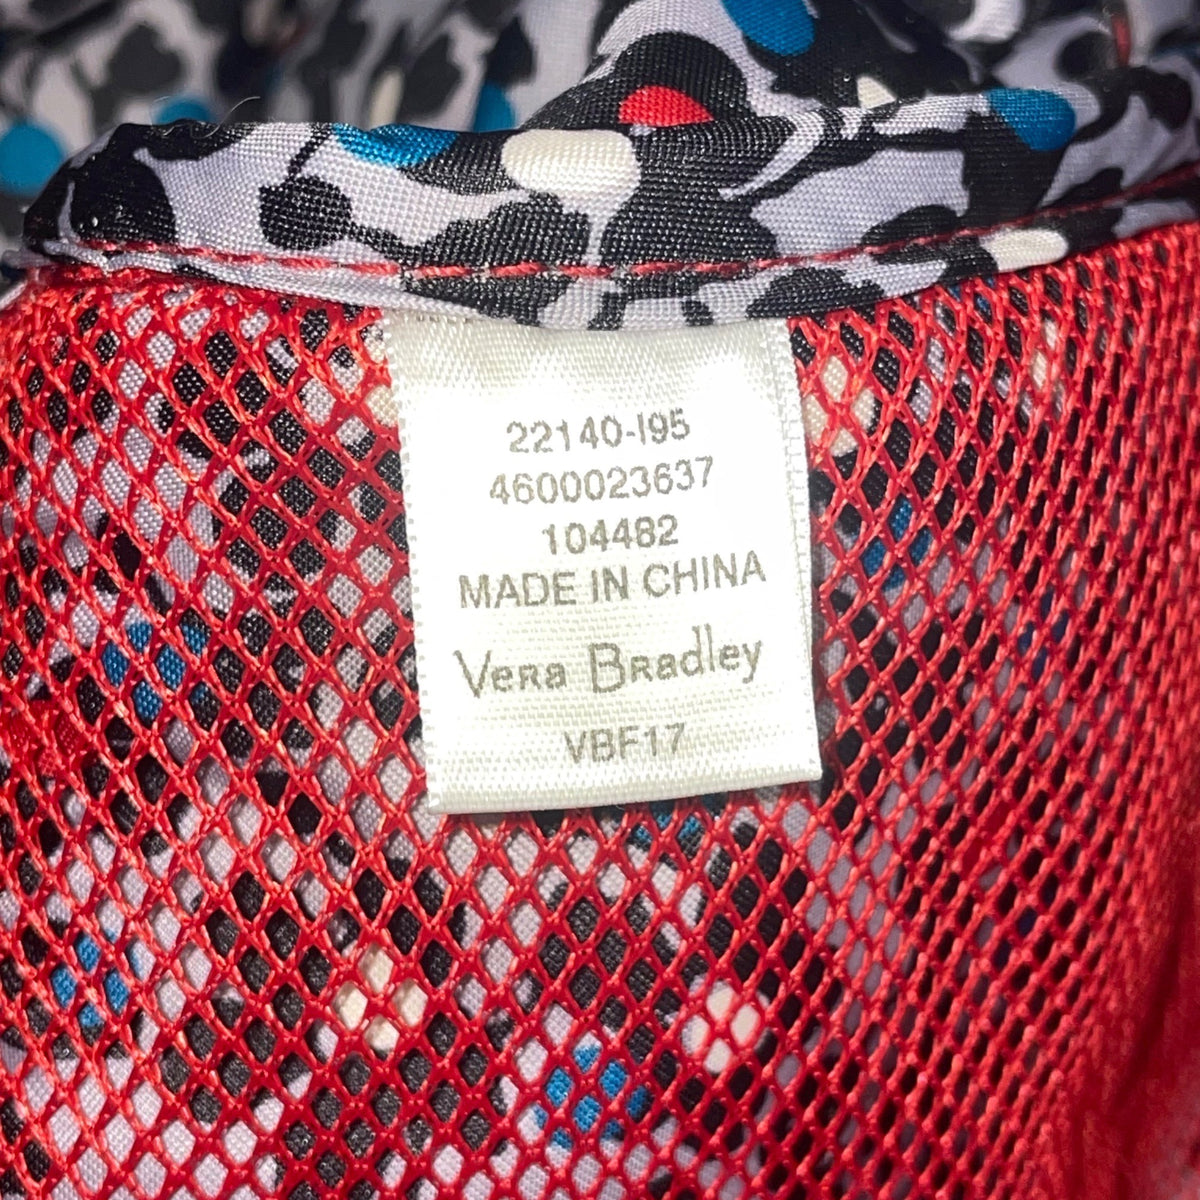 22140-I95
4600023637
104482
MADE IN CHINA
Vera Bradley
VBF17